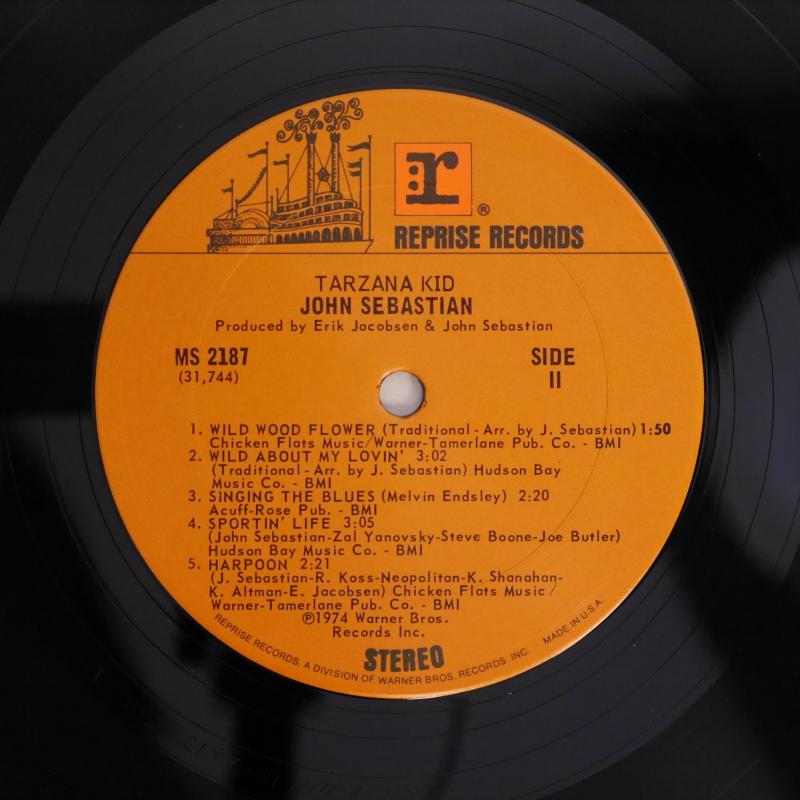 r ®
REPRISE RECORDS
TARZANA KID
JOHN SEBASTIAN
Produced by Erik Jacobsen & John Sebastian
MS 2187
(31,744)
SIDE
II
1. WILD WOOD FLOWER (Traditional - Arr. by J. Sebastian) 1:50
Chicken Flats Music/Warner-Tamerlane Pub. Co. - BMI
2. WILD ABOUT MY LOVIN' 3:02
(Traditional - Arr. by J. Sebastian) Hudson Bay
Music Co. - BMI
3. SINGING THE BLUES (Melvin Endsley) 2:20
Acuff-Rose Pub. - BMI
4. SPORTIN' LIFE 3:05
(John Sebastian-Zal Yanovsky-Steve Boone-Joe Butler)
Hudson Bay Music Co. - BMI
5. HARPOON 2:21
(J. Sebastian-R. Koss-Neopolitan-K. Shanahan-
K. Altman-E. Jacobsen) Chicken Flats Music/
Warner-Tamerlane Pub. Co. - BMI
℗1974 Warner Bros.
Records Inc.
STEREO
REPRISE RECORDS, A DIVISION OF WARNER BROS. RECORDS INC. MADE IN U.S.A.